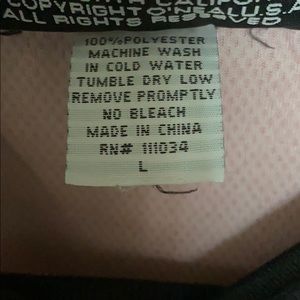 COPYRIGHT
ALL RIGHTS RESERVED
100%POLYESTER
MACHINE WASH
IN COLD WATER
TUMBLE DRY LOW
REMOVE PROMPTLY
NO BLEACH
MADE IN CHINA
RN# 111034
L